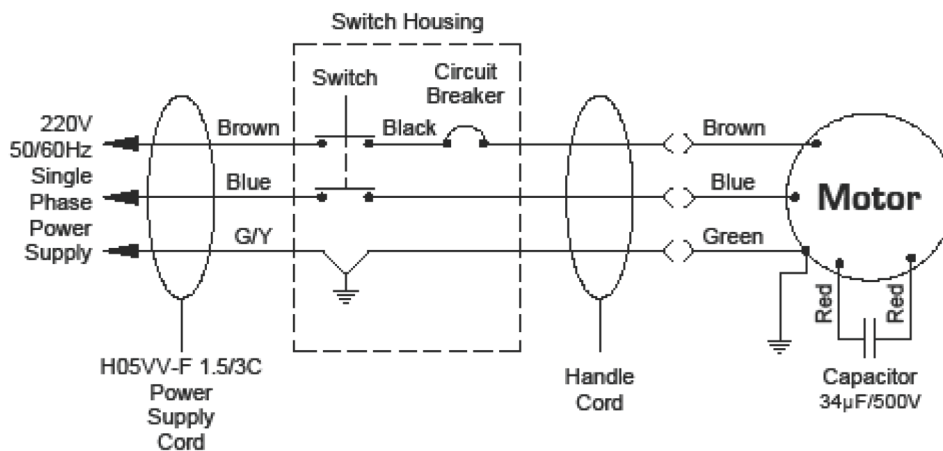 Switch Housing
Switch
Circuit
Breaker
220V
50/60Hz
Single
Phase
Power
Supply
Brown
Black
Brown
Blue
Blue
G/Y
Green
Motor
Red
Red
H05VV-F 1.5/3C
Power
Supply
Cord
Handle
Cord
Capacitor
34µF/500V